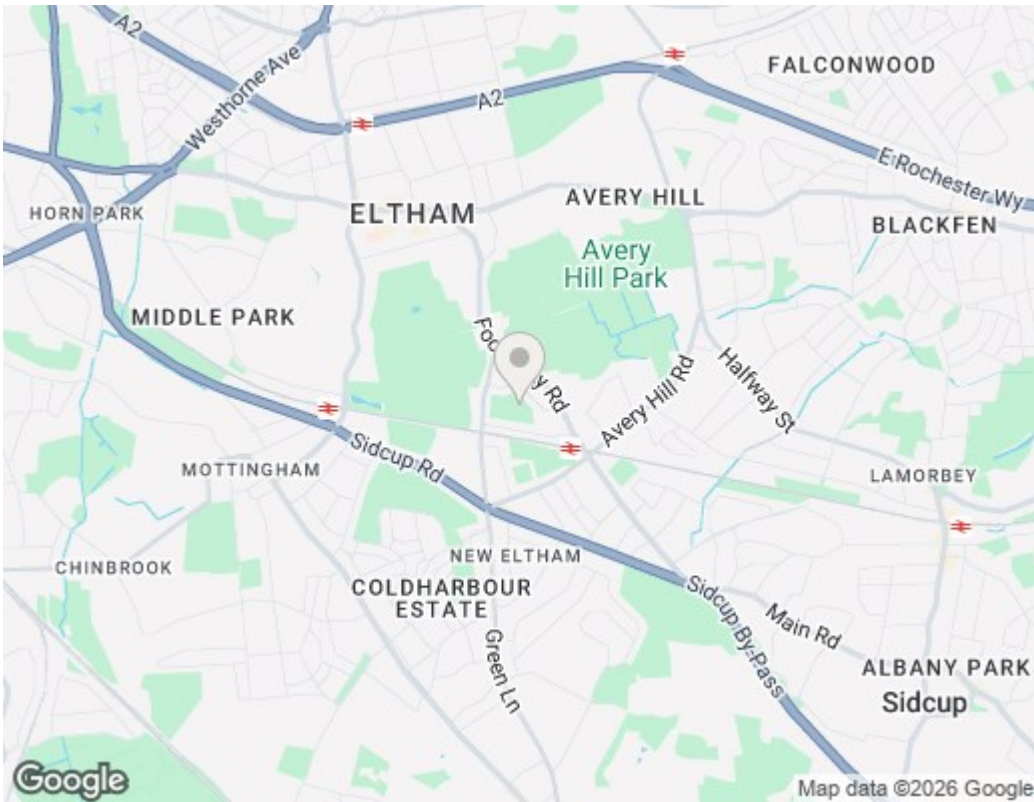 A2
Westhorne Ave
A2
FALCONWOOD
E Rochester Wy
HORN PARK
ELTHAM
AVERY HILL
BLACKFEN
Avery
Hill Park
MIDDLE PARK
Avery Hill Rd
Halfway St
Sidcup Rd
MOTTINGHAM
LAMORBEY
CHINBROOK
NEW ELTHAM
COLDHARBOUR
ESTATE
Green Ln
Sidcup By-Pass
Main Rd
ALBANY PARK
Sidcup
Google
Map data ©2026 Google